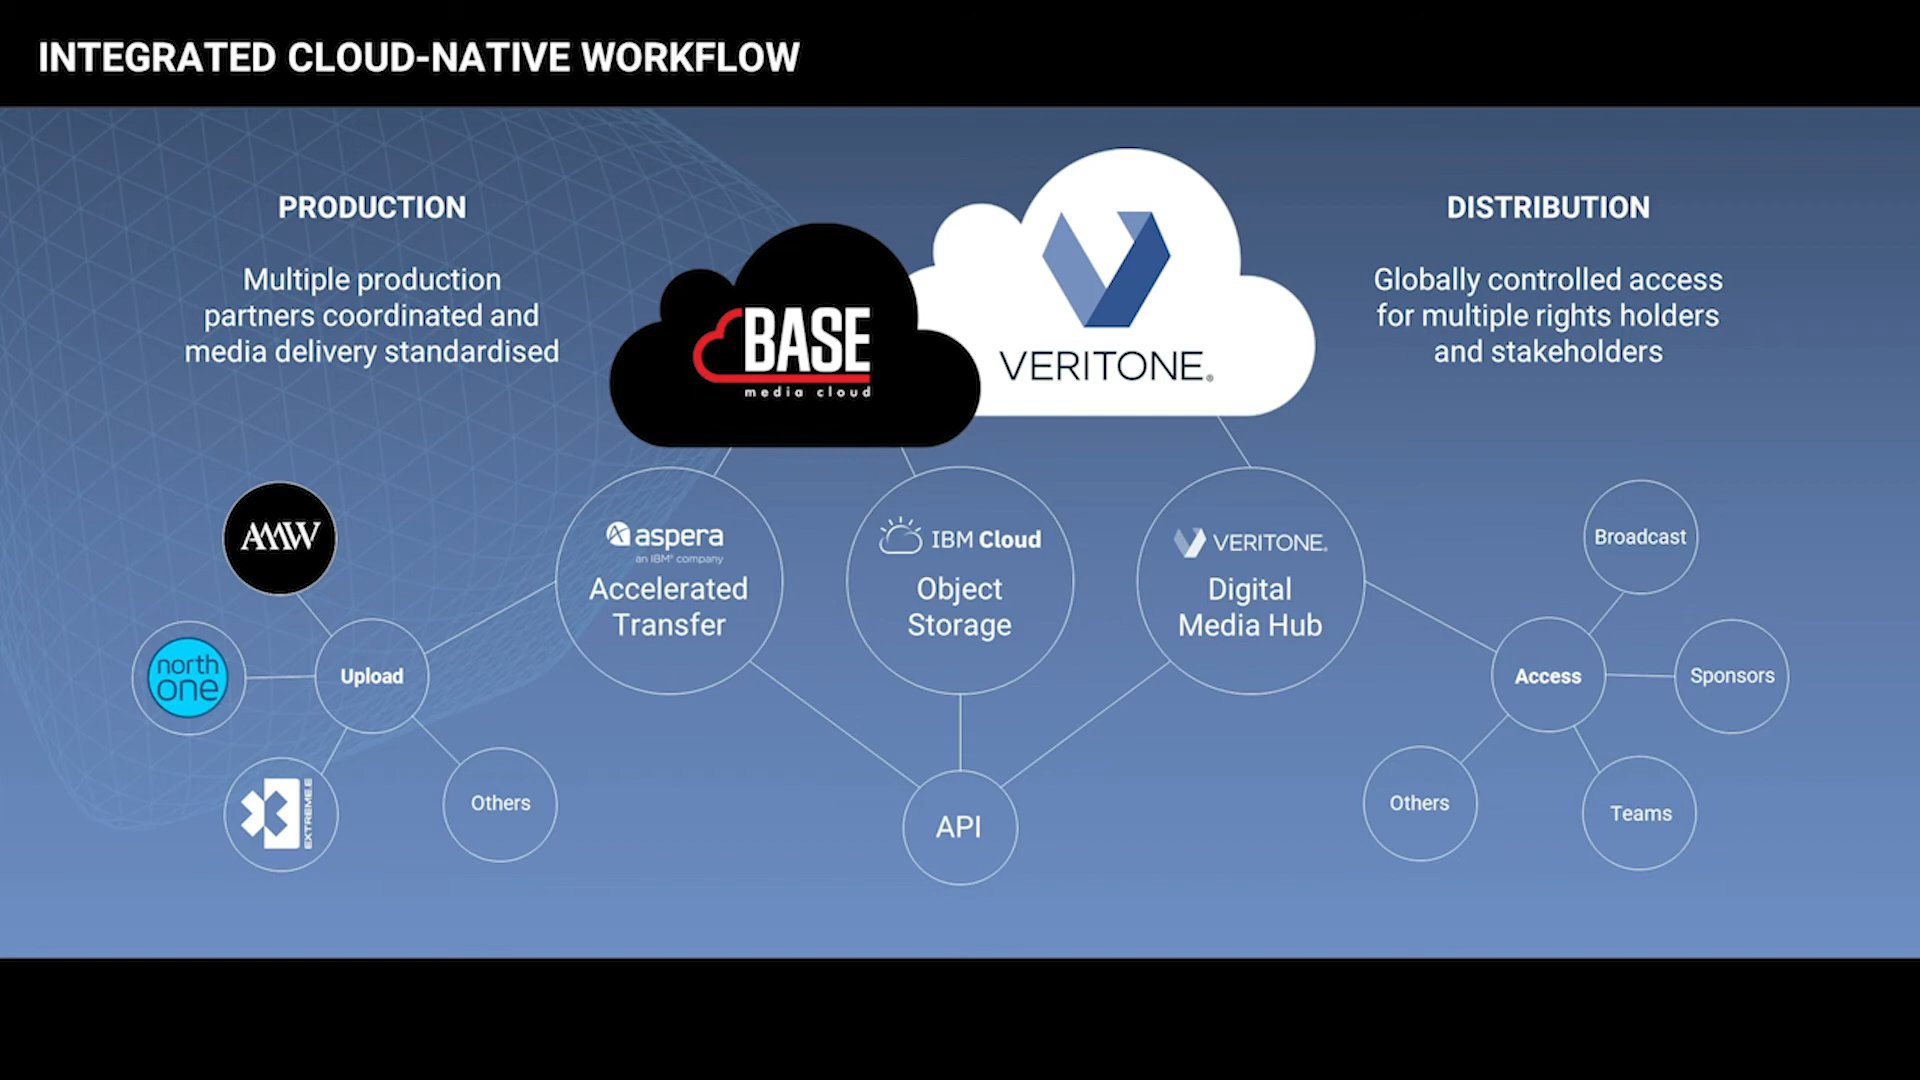 INTEGRATED CLOUD-NATIVE WORKFLOW
PRODUCTION
Multiple production
partners coordinated and
media delivery standardised
BASE
media cloud
VERITONE®
DISTRIBUTION
Globally controlled access
for multiple rights holders
and stakeholders
AMW
north
one
EXTREME.E
Upload
Others
aspera
an IBM® company
Accelerated
Transfer
IBM Cloud
Object
Storage
VERITONE®
Digital
Media Hub
API
Access
Broadcast
Sponsors
Teams
Others